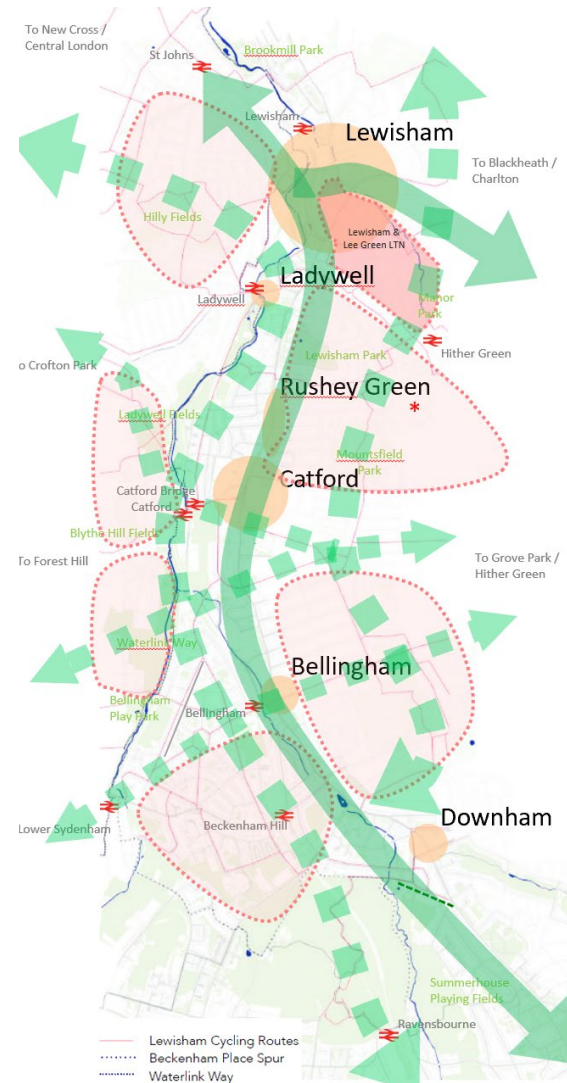 To New Cross /
Central London
St Johns
Brookmill Park
Lewisham
Lewisham
To Blackheath /
Charlton
Hilly Fields
Lewisham &
Lee Green LTN
Ladywell
Ladywell
Manor
Park
Hither Green
o Crofton Park
Lewisham Park
Rushey Green
*
Ladywell Fields
Mountsfield
Park
Catford
Catford Bridge
Catford
Blythe Hill Fields
To Forest Hill
To Grove Park /
Hither Green
Waterlink Way
Bellingham
Bellingham
Play Park
Bellingham
Downham
Lower Sydenham
Beckenham Hill
Summerhouse
Playing Fields
Ravensbourne
Lewisham Cycling Routes
Beckenham Place Spur
Waterlink Way